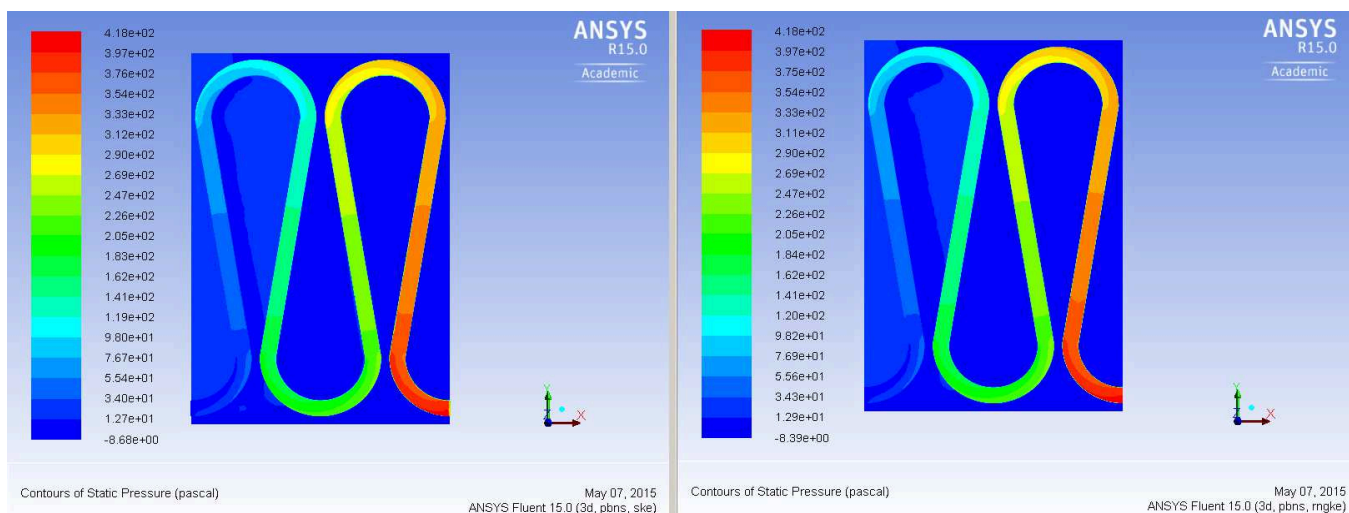 ANSYS
R15.0
Academic
4.18e+02
3.97e+02
3.76e+02
3.54e+02
3.33e+02
3.12e+02
2.90e+02
2.69e+02
2.47e+02
2.26e+02
2.05e+02
1.83e+02
1.62e+02
1.41e+02
1.19e+02
9.80e+01
7.67e+01
5.54e+01
3.40e+01
1.27e+01
-8.68e+00
Y
Z
X
Contours of Static Pressure (pascal)
May 07, 2015
ANSYS Fluent 15.0 (3d, pbns, ske)
ANSYS
R15.0
Academic
4.18e+02
3.97e+02
3.75e+02
3.54e+02
3.33e+02
3.11e+02
2.90e+02
2.69e+02
2.47e+02
2.26e+02
2.05e+02
1.84e+02
1.62e+02
1.41e+02
1.20e+02
9.82e+01
7.69e+01
5.56e+01
3.43e+01
1.29e+01
-8.39e+00
Y
Z
X
Contours of Static Pressure (pascal)
May 07, 2015
ANSYS Fluent 15.0 (3d, pbns, rngke)